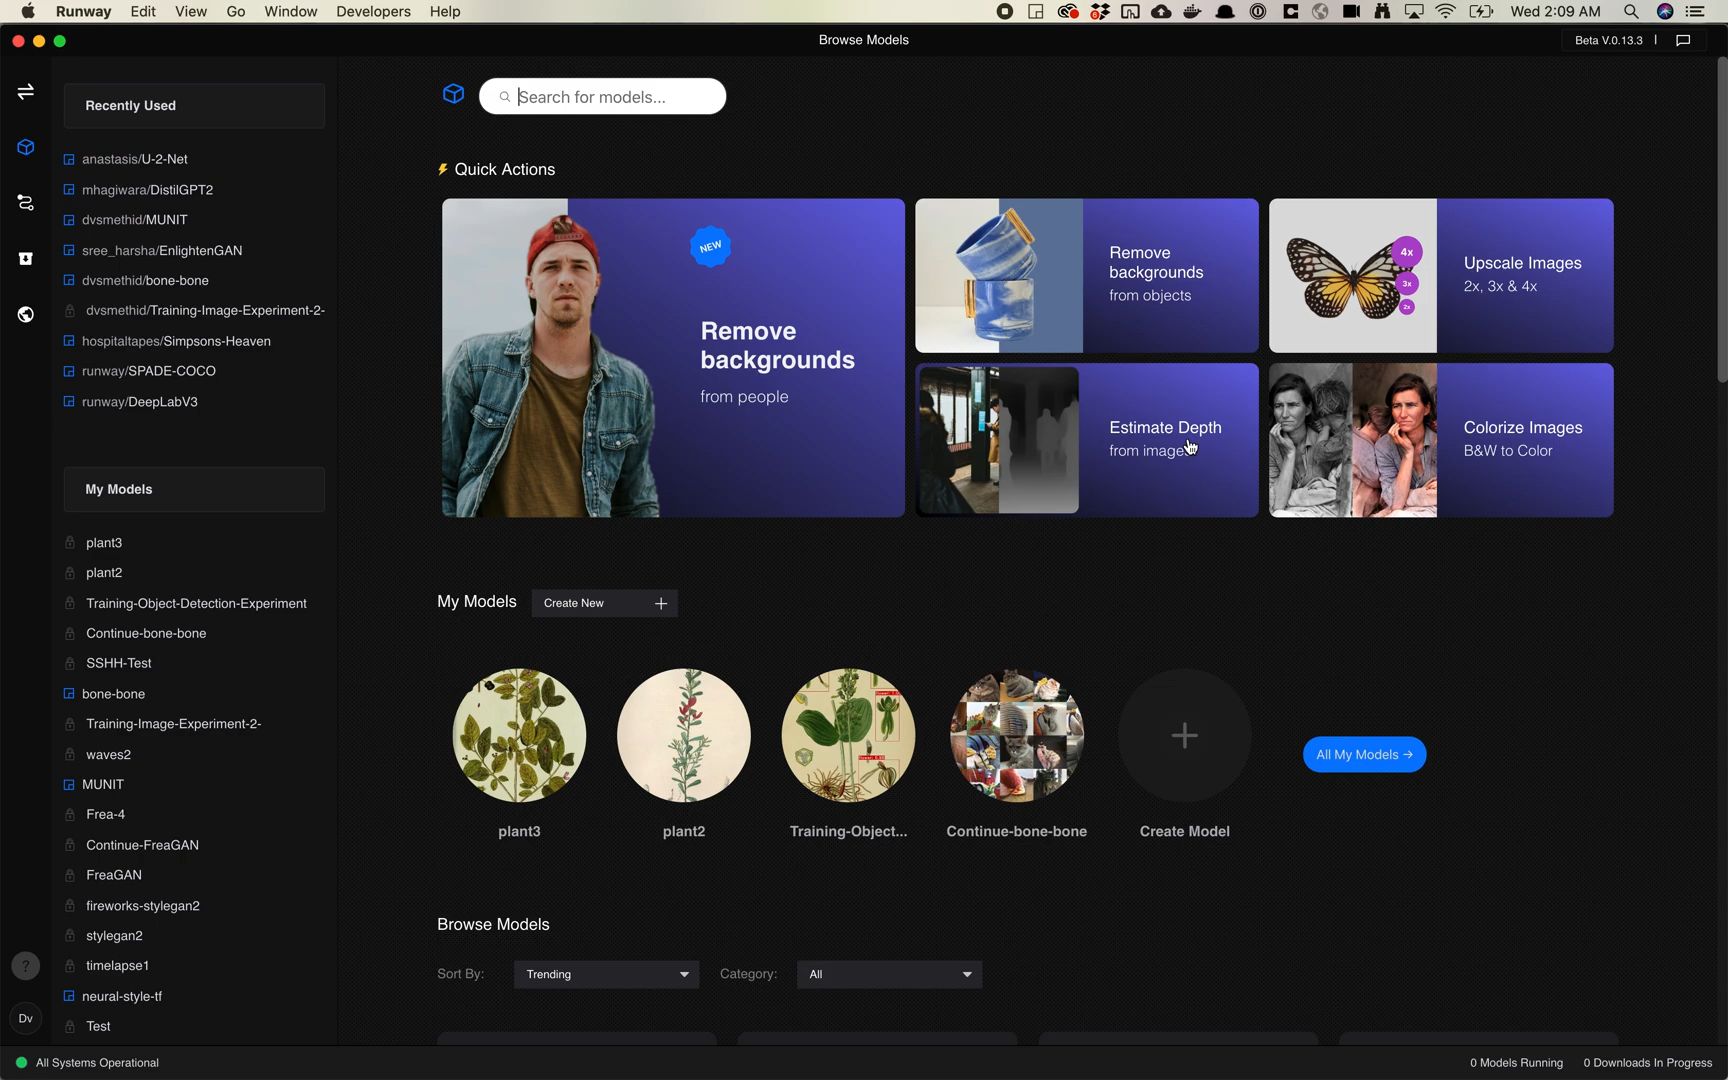 Runway Edit View Go Window Developers Help
Wed 2:09 AM
Browse Models
Beta V.0.13.3
Recently Used
anastasis/U-2-Net
mhagiwara/DistilGPT2
dvsmethid/MUNIT
sree_harsha/EnlightenGAN
dvsmethid/bone-bone
dvsmethid/Training-Image-Experiment-2-
hospitaltapes/Simpsons-Heaven
runway/SPADE-COCO
runway/DeepLabV3
My Models
plant3
plant2
Training-Object-Detection-Experiment
Continue-bone-bone
SSHH-Test
bone-bone
Training-Image-Experiment-2-
waves2
MUNIT
Frea-4
Continue-FreaGAN
FreaGAN
fireworks-stylegan2
stylegan2
timelapse1
neural-style-tf
Test
?
Dv
Search for models...
Quick Actions
NEW
Remove
backgrounds
from people
Remove
backgrounds
from objects
4x
3x
2x
Upscale Images
2x, 3x & 4x
Estimate Depth
from images
Colorize Images
B&W to Color
My Models
Create New
plant3
plant2
Training-Object...
Continue-bone-bone
Create Model
All My Models →
Browse Models
Sort By:
Trending
Category:
All
All Systems Operational
0 Models Running
0 Downloads In Progress